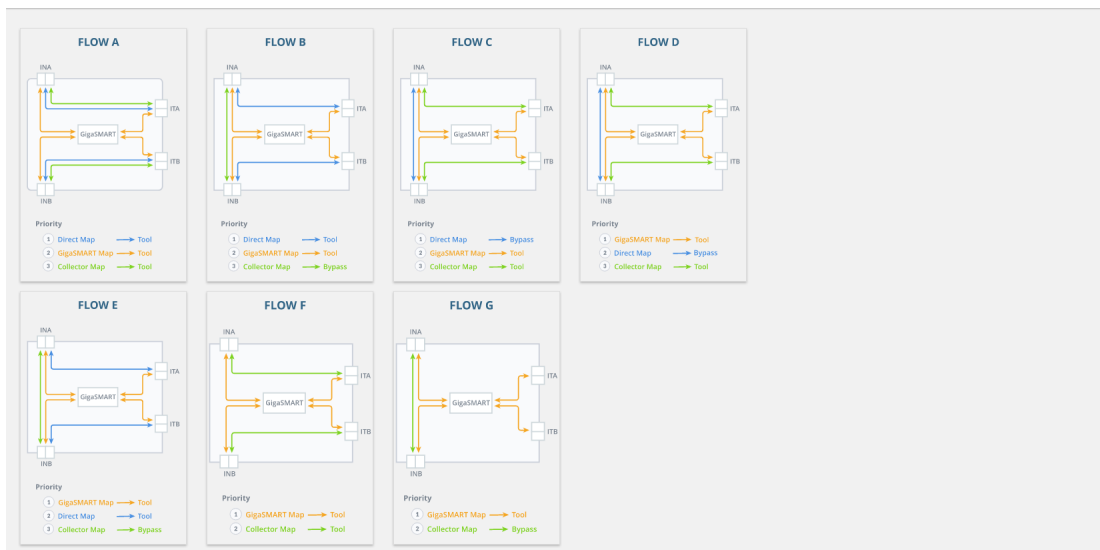 FLOW A
INA
ITA
GigaSMART
ITB
INB
Priority
1 Direct Map Tool
2 GigaSMART Map Tool
3 Collector Map Tool
FLOW B
INA
ITA
GigaSMART
ITB
INB
Priority
1 Direct Map Tool
2 GigaSMART Map Tool
3 Collector Map Bypass
FLOW C
INA
ITA
GigaSMART
ITB
INB
Priority
1 Direct Map Bypass
2 GigaSMART Map Tool
3 Collector Map Tool
FLOW D
INA
ITA
GigaSMART
ITB
INB
Priority
1 GigaSMART Map Tool
2 Direct Map Bypass
3 Collector Map Tool
FLOW E
INA
ITA
GigaSMART
ITB
INB
Priority
1 GigaSMART Map Tool
2 Direct Map Tool
3 Collector Map Bypass
FLOW F
INA
ITA
GigaSMART
ITB
INB
Priority
1 GigaSMART Map Tool
2 Collector Map Tool
FLOW G
INA
ITA
GigaSMART
ITB
INB
Priority
1 GigaSMART Map Tool
2 Collector Map Bypass